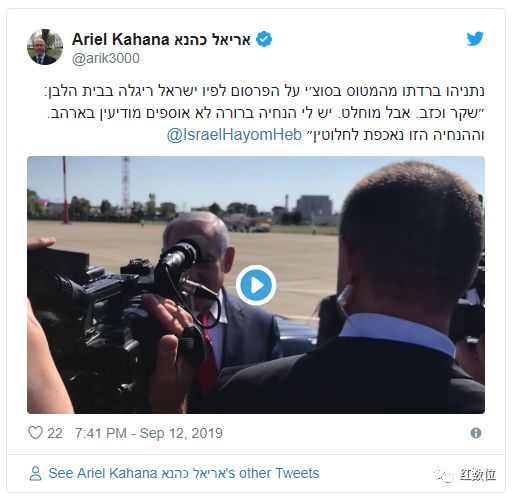 Ariel Kahana אריאל כהנא
@arik3000
נתניהו ברדתו מהמטוס בסוצ׳י על הפרסום לפיו ישראל ריגלה בבית הלבן:
״שקר וכזב. אבל מוחלט. יש לי הנחיה ברורה לא אוספים מודיעין בארהב.
וההנחיה הזו נאכפת לחלוטין״ @IsraelHayomHeb
22 7:41 PM - Sep 12, 2019
See Ariel Kahana אריאל כהנא's other Tweets
红数位